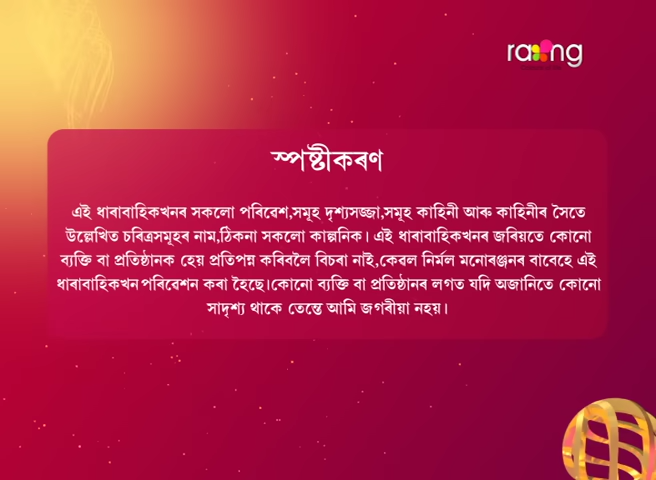 raang
স্পষ্টীকৰণ
এই ধাৰাবাহিকখনৰ সকলো পৰিৱেশ,সমূহ দৃশ্যসজ্জা,সমূহ কাহিনী আৰু কাহিনীৰ সৈতে
উল্লেখিত চৰিত্ৰসমূহৰ নাম,ঠিকনা সকলো কাল্পনিক। এই ধাৰাবাহিকখনৰ জৰিয়তে কোনো
ব্যক্তি বা প্ৰতিষ্ঠানক হেয় প্ৰতিপন্ন কৰিবলৈ বিচৰা নাই,কেৱল নিৰ্মল মনোৰঞ্জনৰ বাবেহে এই
ধাৰাবাহিকখন পৰিৱেশন কৰা হৈছে।কোনো ব্যক্তি বা প্ৰতিষ্ঠানৰ লগত যদি অজানিতে কোনো
সাদৃশ্য থাকে তেন্তে আমি জগৰীয়া নহয়।